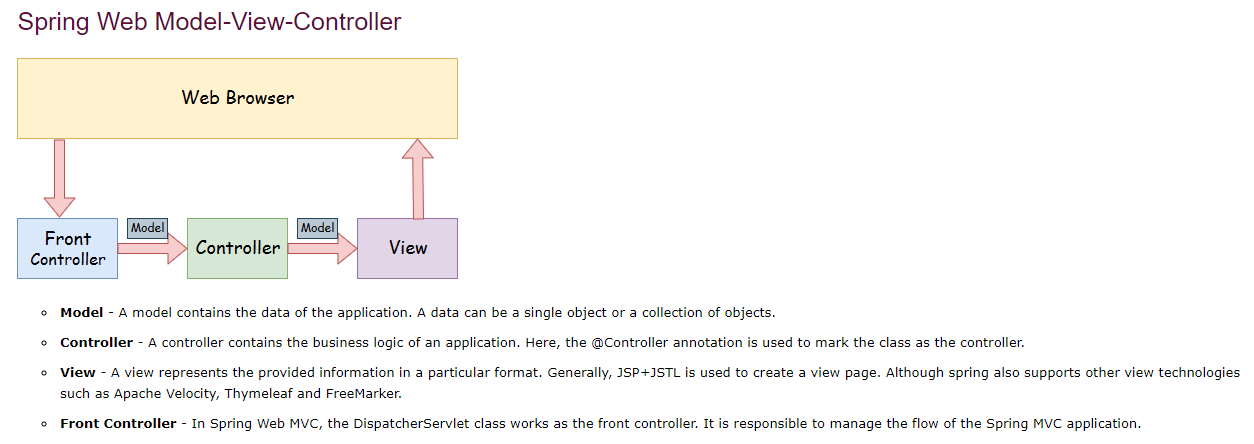 Spring Web Model-View-Controller
Web Browser
Front
Controller
Model
Controller
Model
View
Model - A model contains the data of the application. A data can be a single object or a collection of objects.
Controller - A controller contains the business logic of an application. Here, the @Controller annotation is used to mark the class as the controller.
View - A view represents the provided information in a particular format. Generally, JSP+JSTL is used to create a view page. Although spring also supports other view technologies
such as Apache Velocity, Thymeleaf and FreeMarker.
Front Controller - In Spring Web MVC, the DispatcherServlet class works as the front controller. It is responsible to manage the flow of the Spring MVC application.